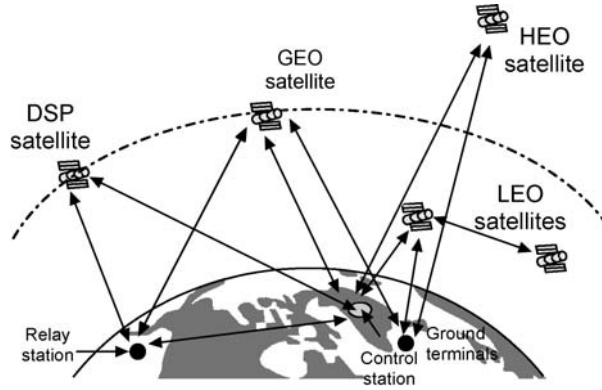 HEO
satellite
GEO
satellite
DSP
satellite
LEO
satellites
Relay
station
Ground
terminals
Control
station